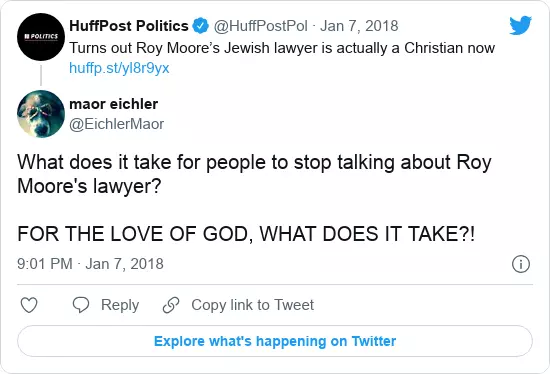 HuffPost Politics @HuffPostPol · Jan 7, 2018
POLITICS
Turns out Roy Moore’s Jewish lawyer is actually a Christian now
huffp.st/yl8r9yx
maor eichler
@EichlerMaor
What does it take for people to stop talking about Roy
Moore's lawyer?
FOR THE LOVE OF GOD, WHAT DOES IT TAKE?!
9:01 PM · Jan 7, 2018
Reply
Copy link to Tweet
Explore what's happening on Twitter